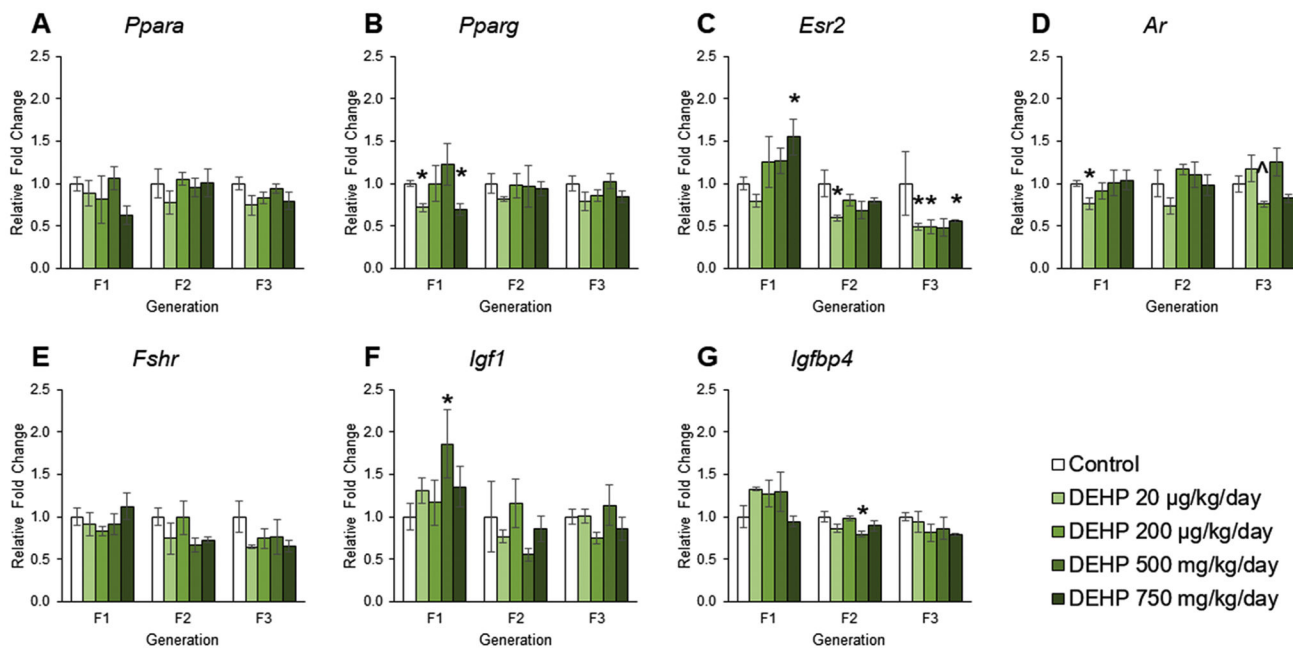 A Ppara
2.5
2.0
1.5
1.0
0.5
0.0
Relative Fold Change
F1 F2 F3
Generation
B Pparg
2.5
2.0
1.5
1.0
0.5
0.0
Relative Fold Change
* *
F1 F2 F3
Generation
C Esr2
2.5
2.0
1.5
1.0
0.5
0.0
Relative Fold Change
* * ** *
F1 F2 F3
Generation
D Ar
2.5
2.0
1.5
1.0
0.5
0.0
Relative Fold Change
* ^
F1 F2 F3
Generation
E Fshr
2.5
2.0
1.5
1.0
0.5
0.0
Relative Fold Change
F1 F2 F3
Generation
F Igf1
2.5
2.0
1.5
1.0
0.5
0.0
Relative Fold Change
*
F1 F2 F3
Generation
G Igfbp4
2.5
2.0
1.5
1.0
0.5
0.0
Relative Fold Change
*
F1 F2 F3
Generation
Control
DEHP 20 µg/kg/day
DEHP 200 µg/kg/day
DEHP 500 mg/kg/day
DEHP 750 mg/kg/day